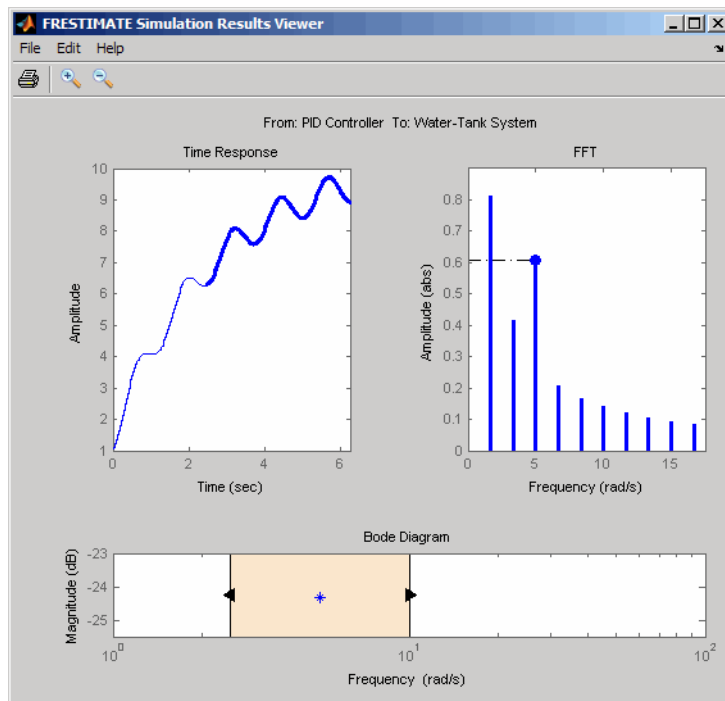 FRESTIMATE Simulation Results Viewer
File Edit Help
From: PID Controller To: Water-Tank System
Time Response
10
9
8
7
6
5
4
3
2
1
Amplitude
0 2 4 6
Time (sec)
FFT
0.8
0.7
0.6
0.5
0.4
0.3
0.2
0.1
0
Amplitude (abs)
0 5 10 15
Frequency (rad/s)
Bode Diagram
-23
-24
-25
Magnitude (dB)
10^0 10^1 10^2
Frequency (rad/s)